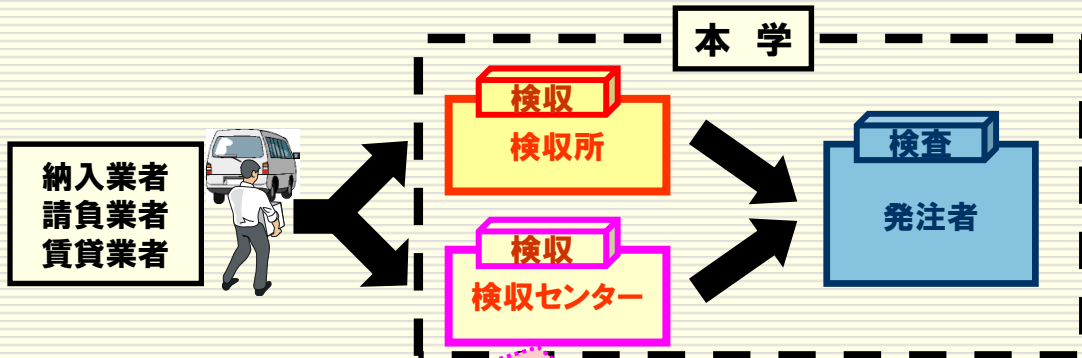 本 学
納入業者
請負業者
賃貸業者
検収
検収所
検収
検収センター
検査
発注者